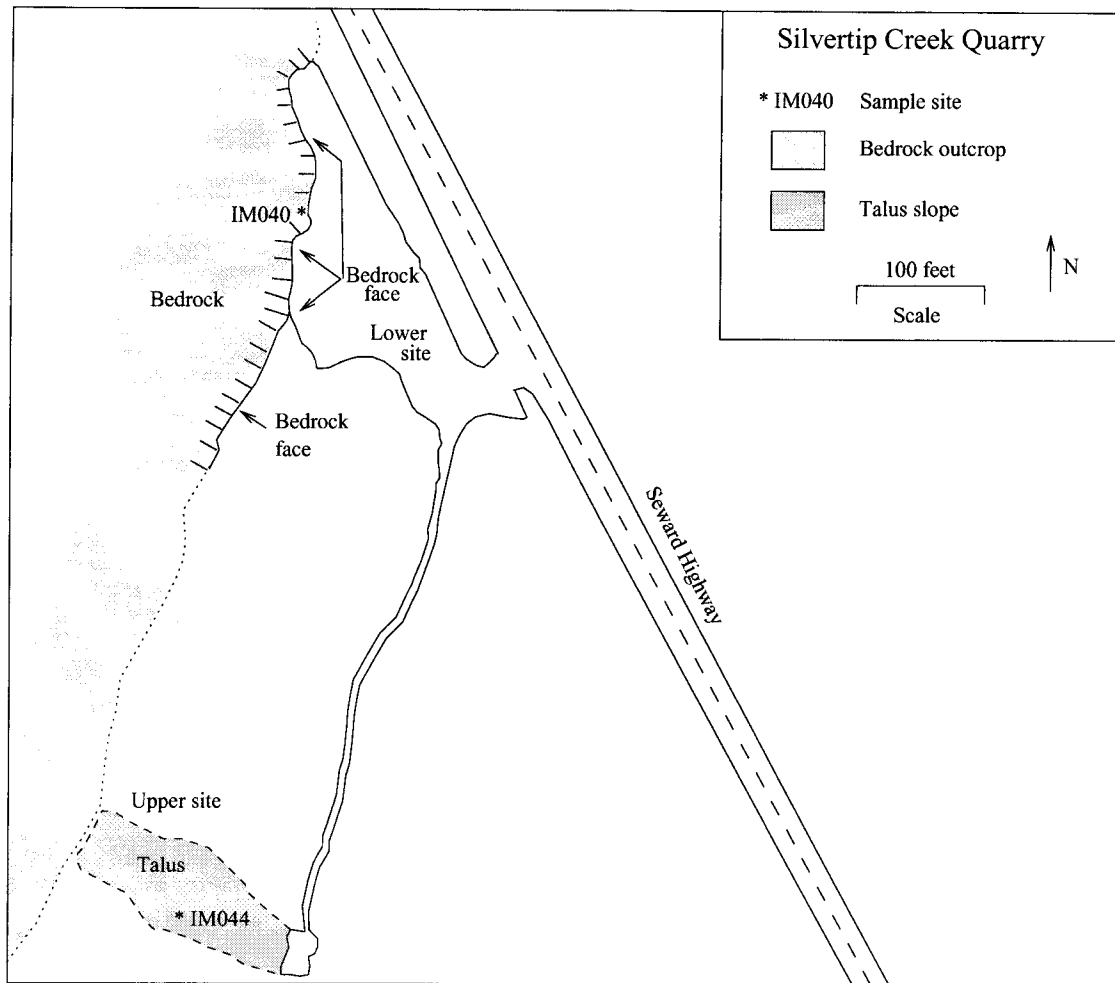 Silvertip Creek Quarry
* IM040 Sample site
Bedrock outcrop
Talus slope
100 feet
Scale
N
IM040 *
Bedrock
Bedrock
face
Lower
site
Bedrock
face
Seward Highway
Upper site
Talus
* IM044